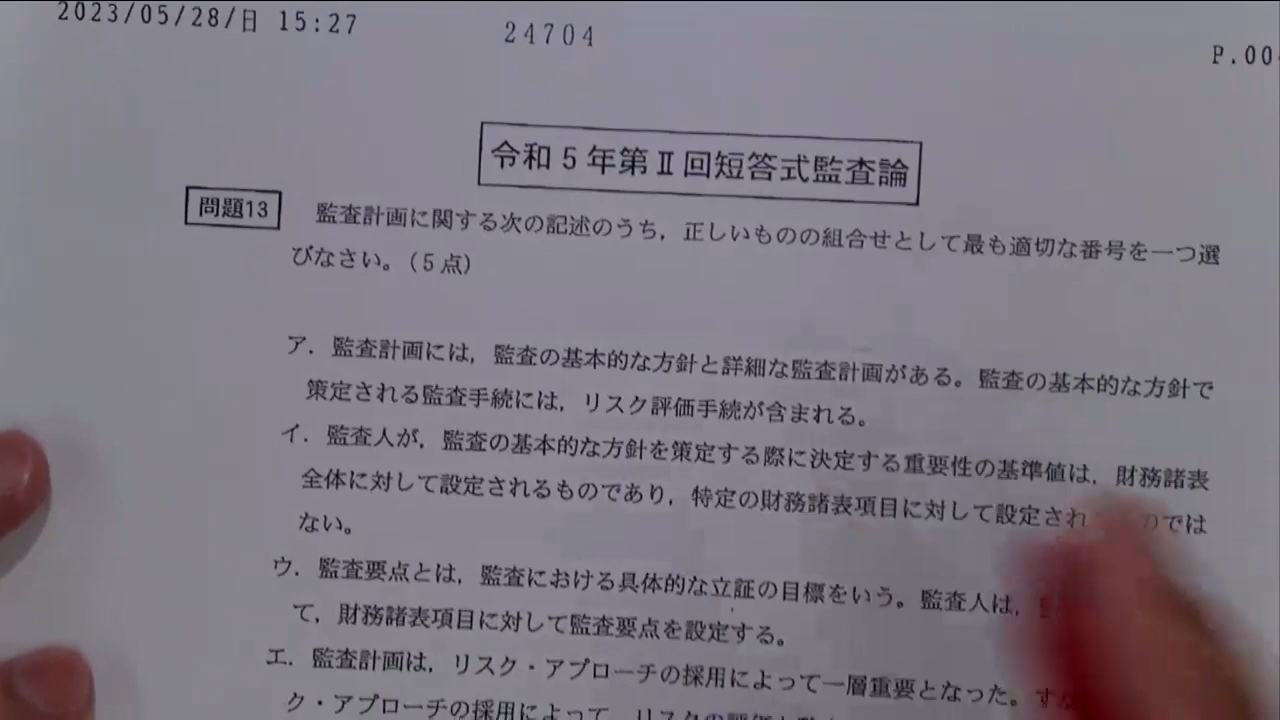 2023/05/28/日 15:27
24704
P.00
令和5年第Ⅱ回短答式監査論
問題13 監査計画に関する次の記述のうち，正しいものの組合せとして最も適切な番号を一つ選
びなさい。（5点）
ア．監査計画には，監査の基本的な方針と詳細な監査計画がある。監査の基本的な方針で
策定される監査手続には，リスク評価手続が含まれる。
イ．監査人が，監査の基本的な方針を策定する際に決定する重要性の基準値は，財務諸表
全体に対して設定されるものであり，特定の財務諸表項目に対して設定され のでは
ない。
ウ．監査要点とは，監査における具体的な立証の目標をいう。監査人は，
て，財務諸表項目に対して監査要点を設定する。
エ．監査計画は，リスク・アプローチの採用によって一層重要となった。すな
ク・アプローチの採用によって，リスクの評価